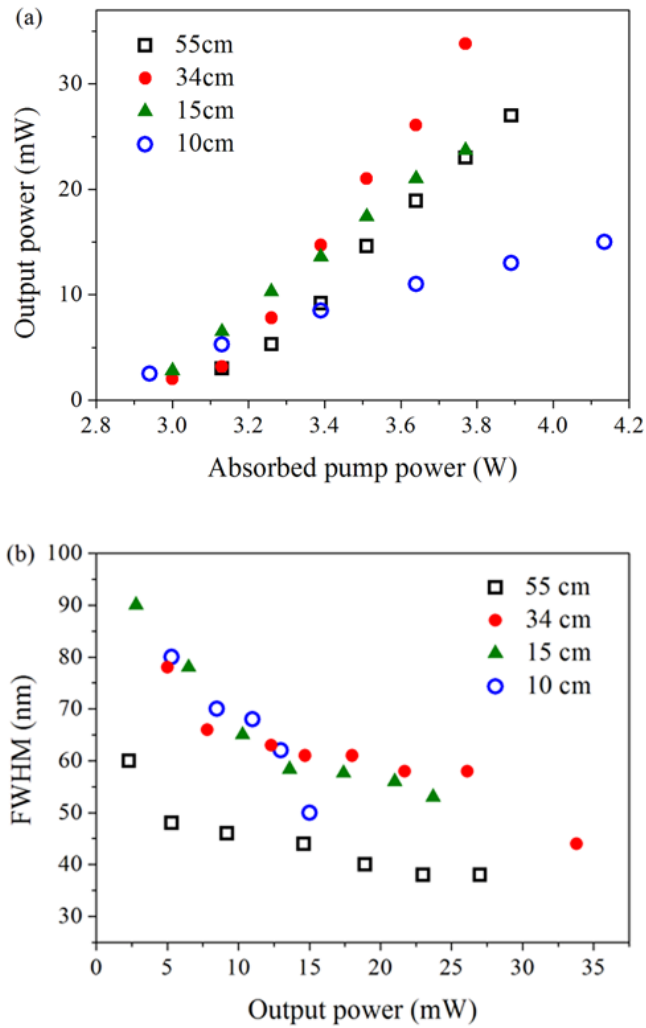 (a)
55cm
34cm
15cm
10cm
30
20
10
0
Output power (mW)
2.8 3.0 3.2 3.4 3.6 3.8 4.0 4.2
Absorbed pump power (W)
(b)
100
90
80
70
60
50
40
30
FWHM (nm)
55 cm
34 cm
15 cm
10 cm
0 5 10 15 20 25 30 35
Output power (mW)